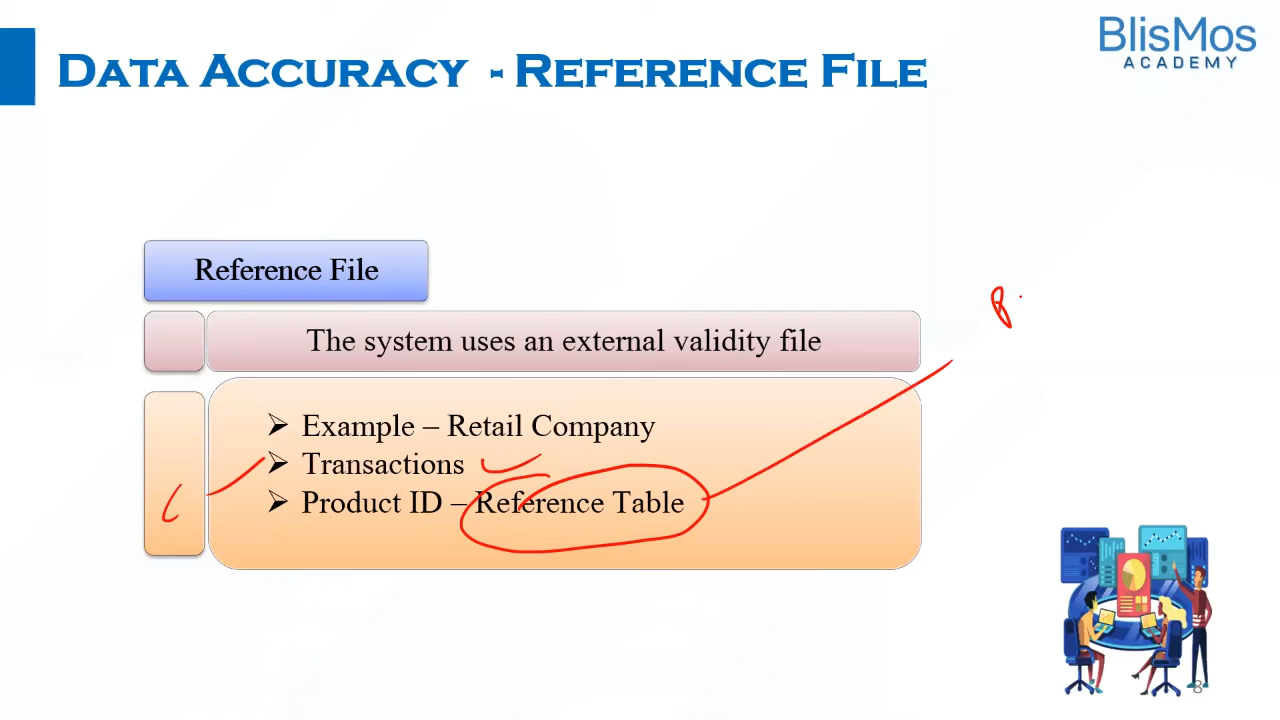 BlisMos
ACADEMY
DATA ACCURACY - REFERENCE FILE
Reference File
The system uses an external validity file
➢ Example – Retail Company
➢ Transactions
➢ Product ID – Reference Table
8